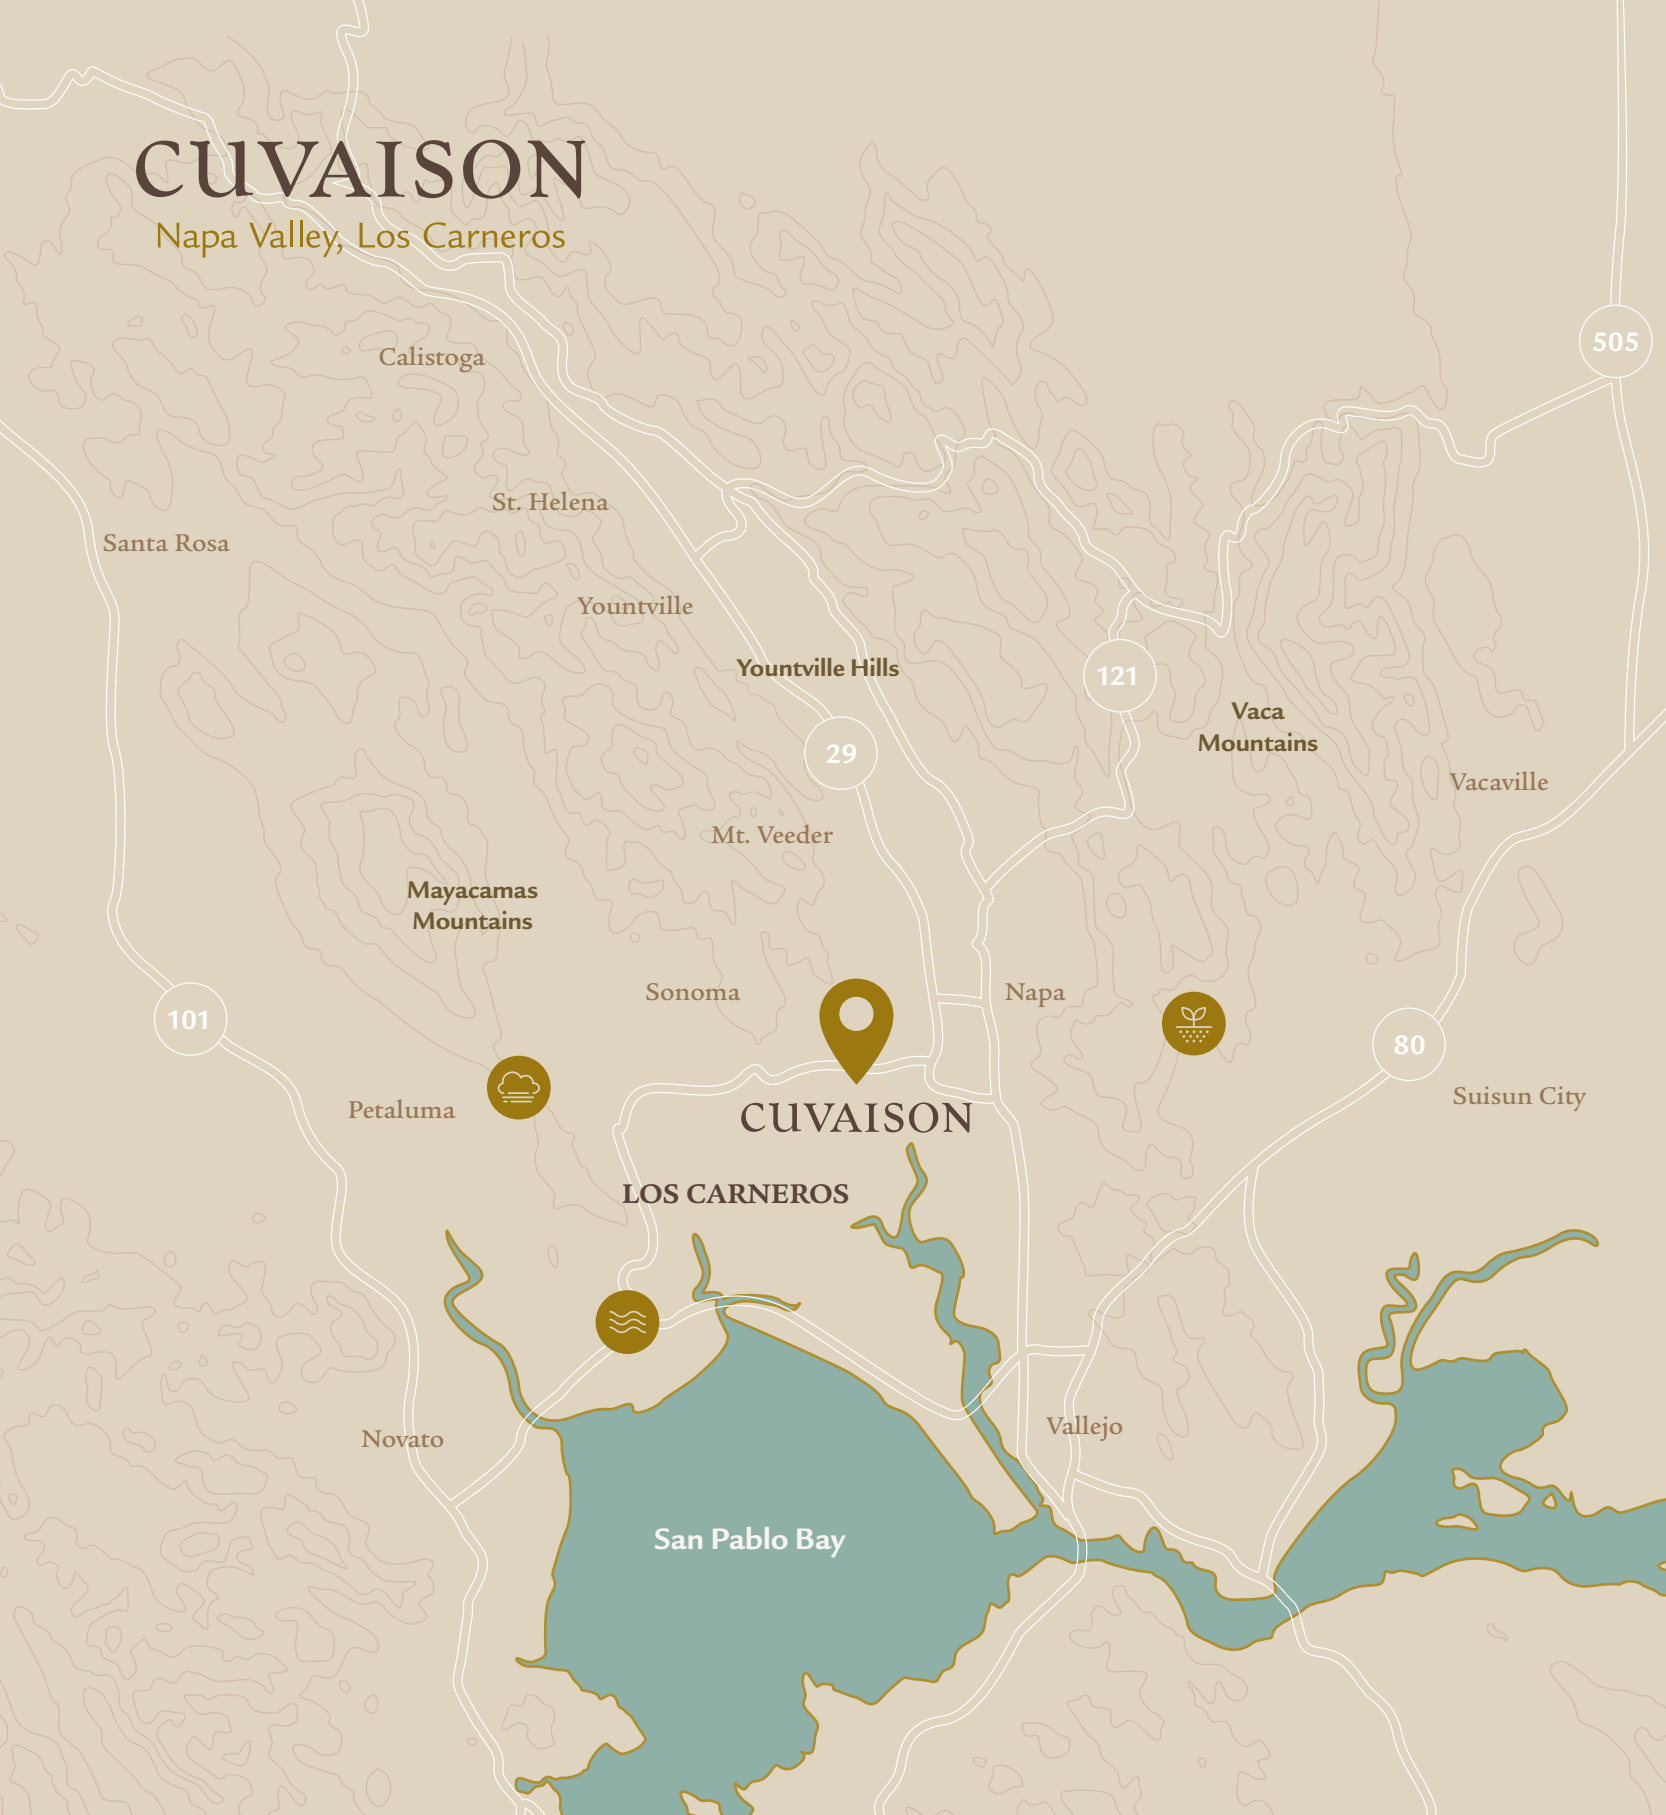 CUVAISON
Napa Valley, Los Carneros
505
Calistoga
St. Helena
Santa Rosa
Yountville
Yountville Hills
121
Vaca
Mountains
29
Vacaville
Mt. Veeder
Mayacamas
Mountains
Sonoma
Napa
101
80
Suisun City
Petaluma
CUVAISON
LOS CARNEROS
Vallejo
Novato
San Pablo Bay